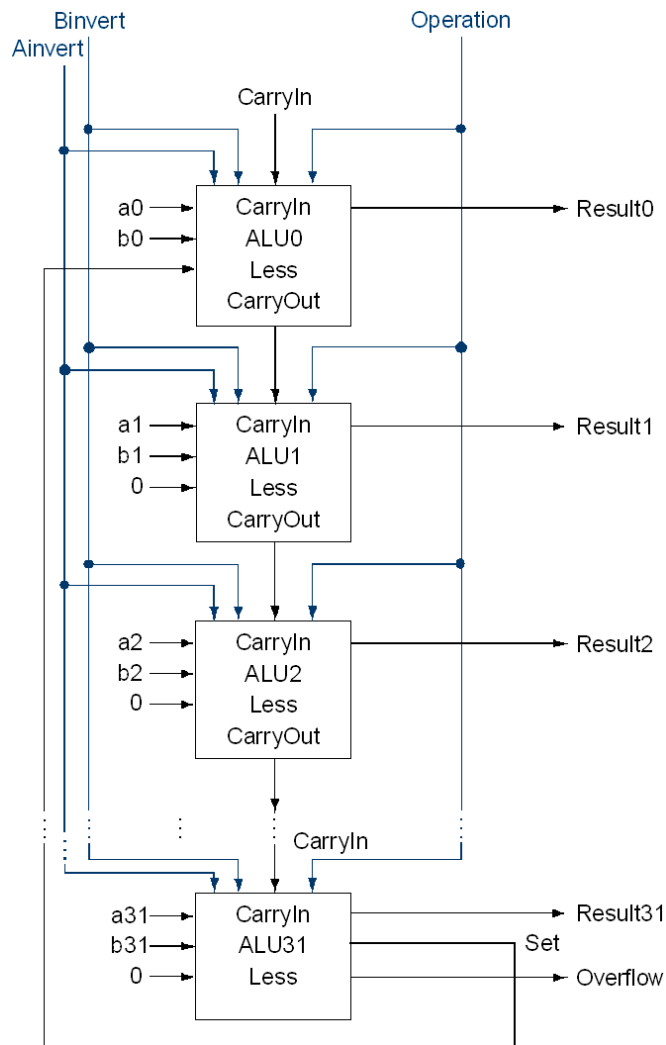 Binvert
Operation
Ainvert
CarryIn
a0
CarryIn
Result0
b0
ALU0
Less
CarryOut
a1
CarryIn
Result1
b1
ALU1
0
Less
CarryOut
a2
CarryIn
Result2
b2
ALU2
0
Less
CarryOut
CarryIn
a31
CarryIn
Result31
b31
ALU31
Set
0
Less
Overflow